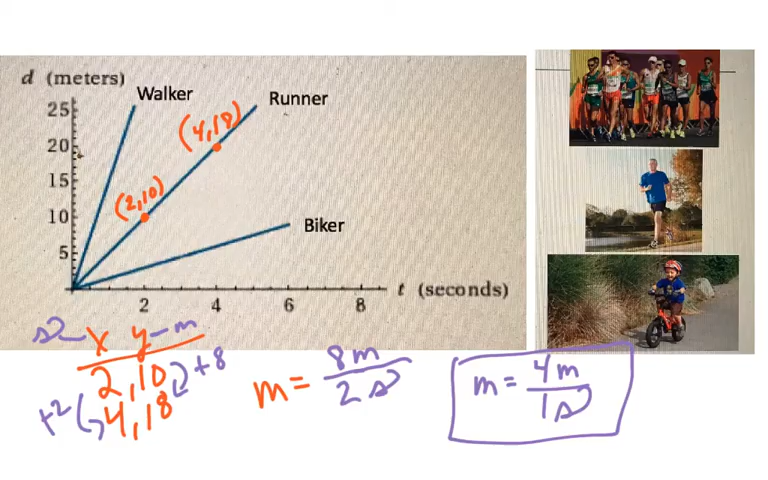 d (meters)
Walker
Runner
25
(4,18)
20
15
(2,10)
10
Biker
5
t (seconds)
2 4 6 8
s x y m
2,10 +8
+2 4,18
m = 8m / 2s
m = 4m / 1s